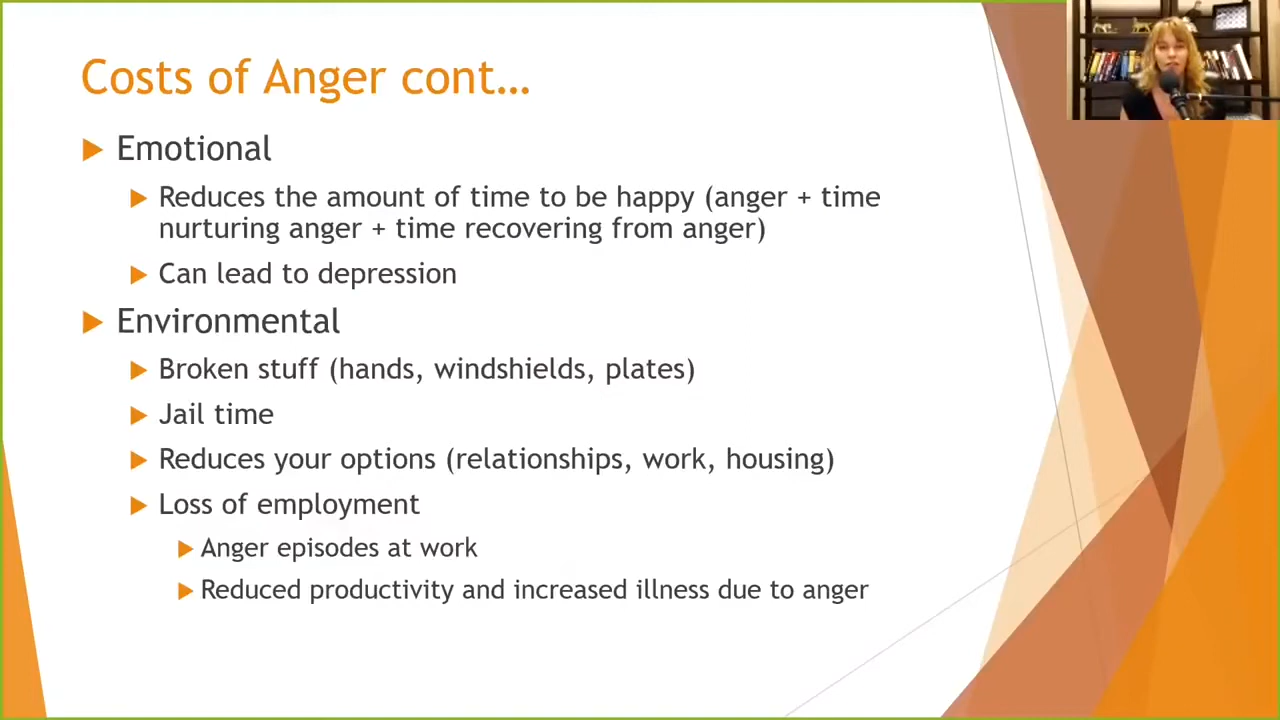 Costs of Anger cont…
Emotional
Reduces the amount of time to be happy (anger + time
nurturing anger + time recovering from anger)
Can lead to depression
Environmental
Broken stuff (hands, windshields, plates)
Jail time
Reduces your options (relationships, work, housing)
Loss of employment
Anger episodes at work
Reduced productivity and increased illness due to anger